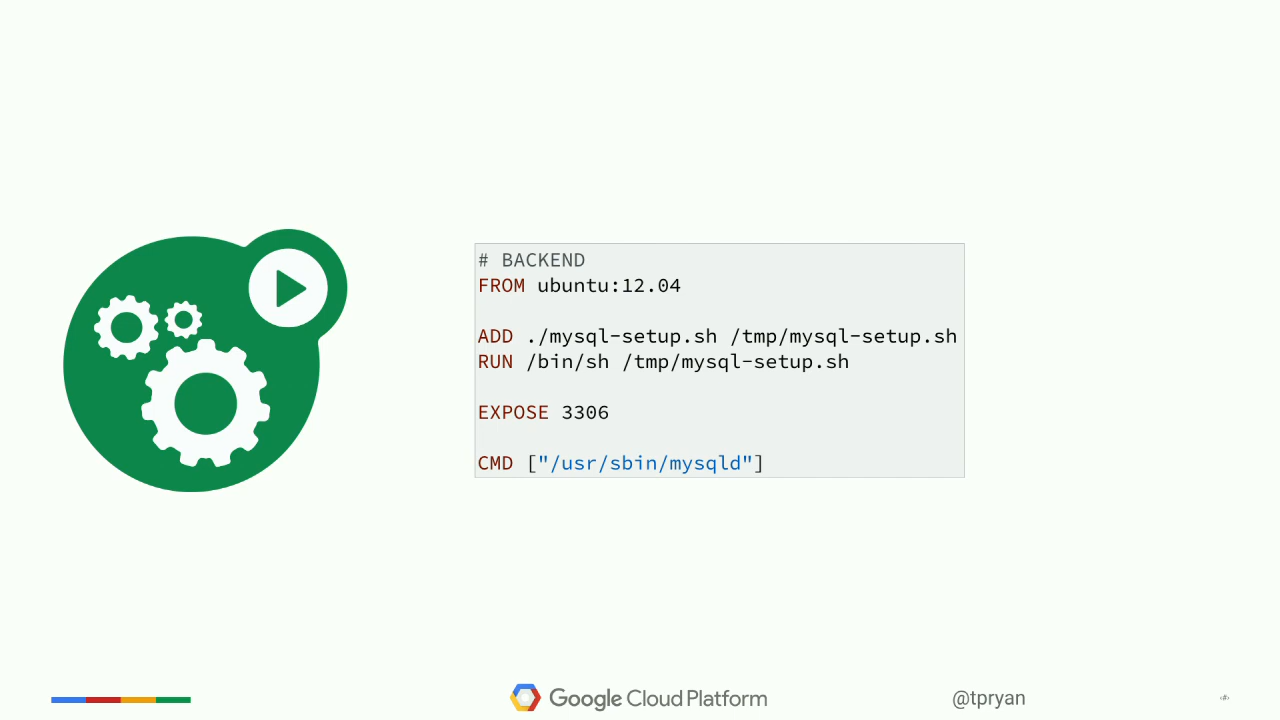 # BACKEND
FROM ubuntu:12.04
ADD ./mysql-setup.sh /tmp/mysql-setup.sh
RUN /bin/sh /tmp/mysql-setup.sh
EXPOSE 3306
CMD ["/usr/sbin/mysqld"]
Google Cloud Platform
@tpryan